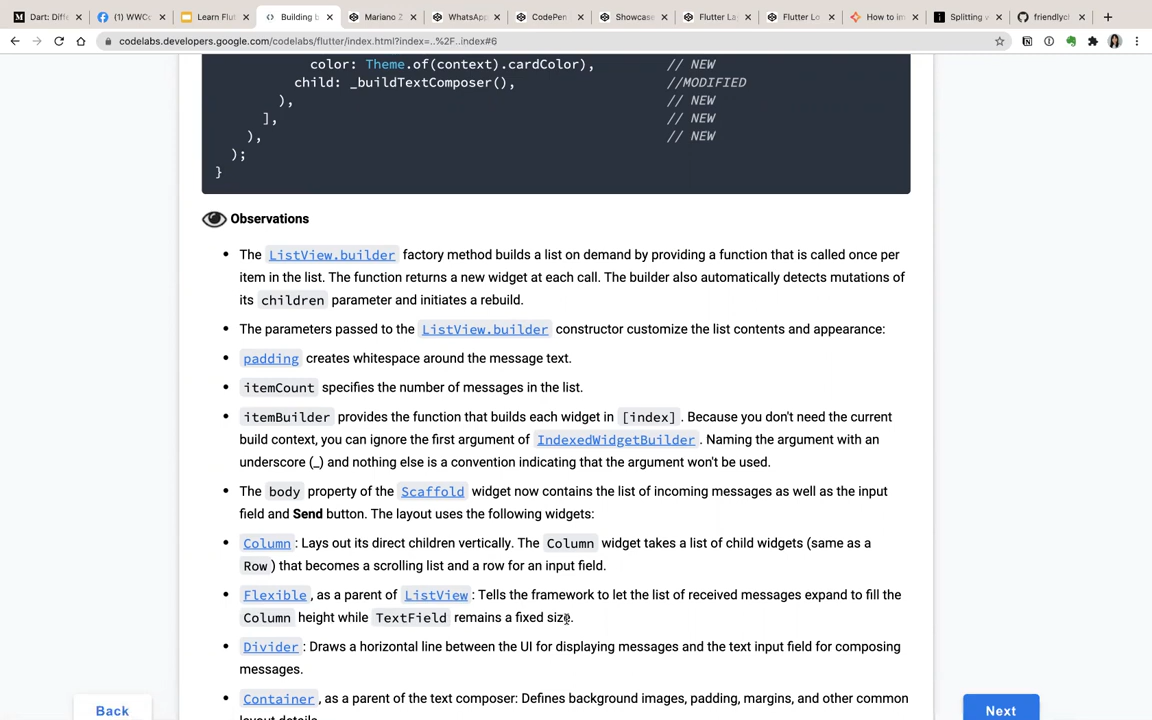 Dart: Diffe
(1) WWCo
Learn Flut
Building b
Mariano Z
WhatsApp
CodePen
Showcase
Flutter La
Flutter Lo
How to im
Splitting v
friendlych
codelabs.developers.google.com/codelabs/flutter/index.html?index=..%2F..index#6
color: Theme.of(context).cardColor), // NEW
child: _buildTextComposer(), //MODIFIED
), // NEW
], // NEW
), // NEW
);
}
Observations
• The ListView.builder factory method builds a list on demand by providing a function that is called once per
item in the list. The function returns a new widget at each call. The builder also automatically detects mutations of
its children parameter and initiates a rebuild.
• The parameters passed to the ListView.builder constructor customize the list contents and appearance:
• padding creates whitespace around the message text.
• itemCount specifies the number of messages in the list.
• itemBuilder provides the function that builds each widget in [index]. Because you don't need the current
build context, you can ignore the first argument of IndexedWidgetBuilder. Naming the argument with an
underscore (_) and nothing else is a convention indicating that the argument won't be used.
• The body property of the Scaffold widget now contains the list of incoming messages as well as the input
field and Send button. The layout uses the following widgets:
• Column: Lays out its direct children vertically. The Column widget takes a list of child widgets (same as a
Row) that becomes a scrolling list and a row for an input field.
• Flexible, as a parent of ListView: Tells the framework to let the list of received messages expand to fill the
Column height while TextField remains a fixed size.
• Divider: Draws a horizontal line between the UI for displaying messages and the text input field for composing
messages.
• Container, as a parent of the text composer: Defines background images, padding, margins, and other common
layout details.
Back
Next